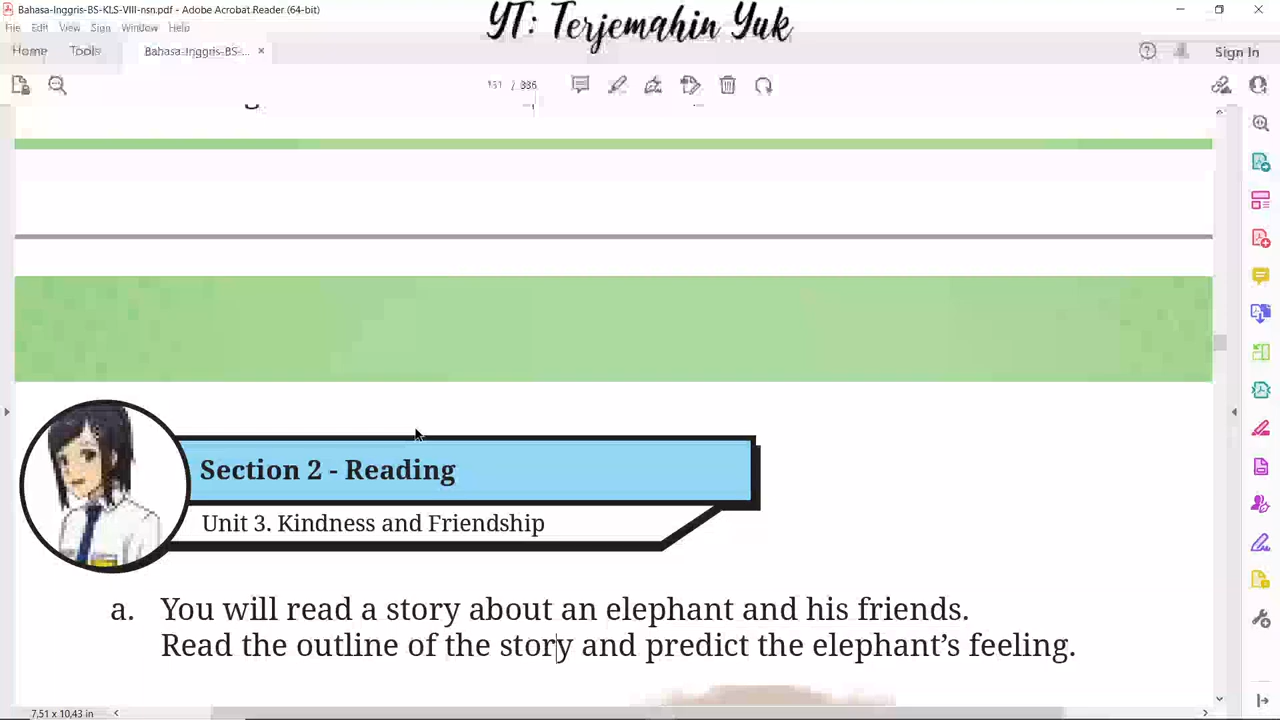 Bahasa-Inggris-BS-KLS-VIII-nsn.pdf - Adobe Acrobat Reader (64-bit)
YT: Terjemahin Yuk
File Edit View Sign Window Help
Home Tools Bahasa-Inggris-BS-... × Sign In
151 / 336
Section 2 - Reading
Unit 3. Kindness and Friendship
a. You will read a story about an elephant and his friends.
Read the outline of the story and predict the elephant's feeling.
7,51 x 10,43 in